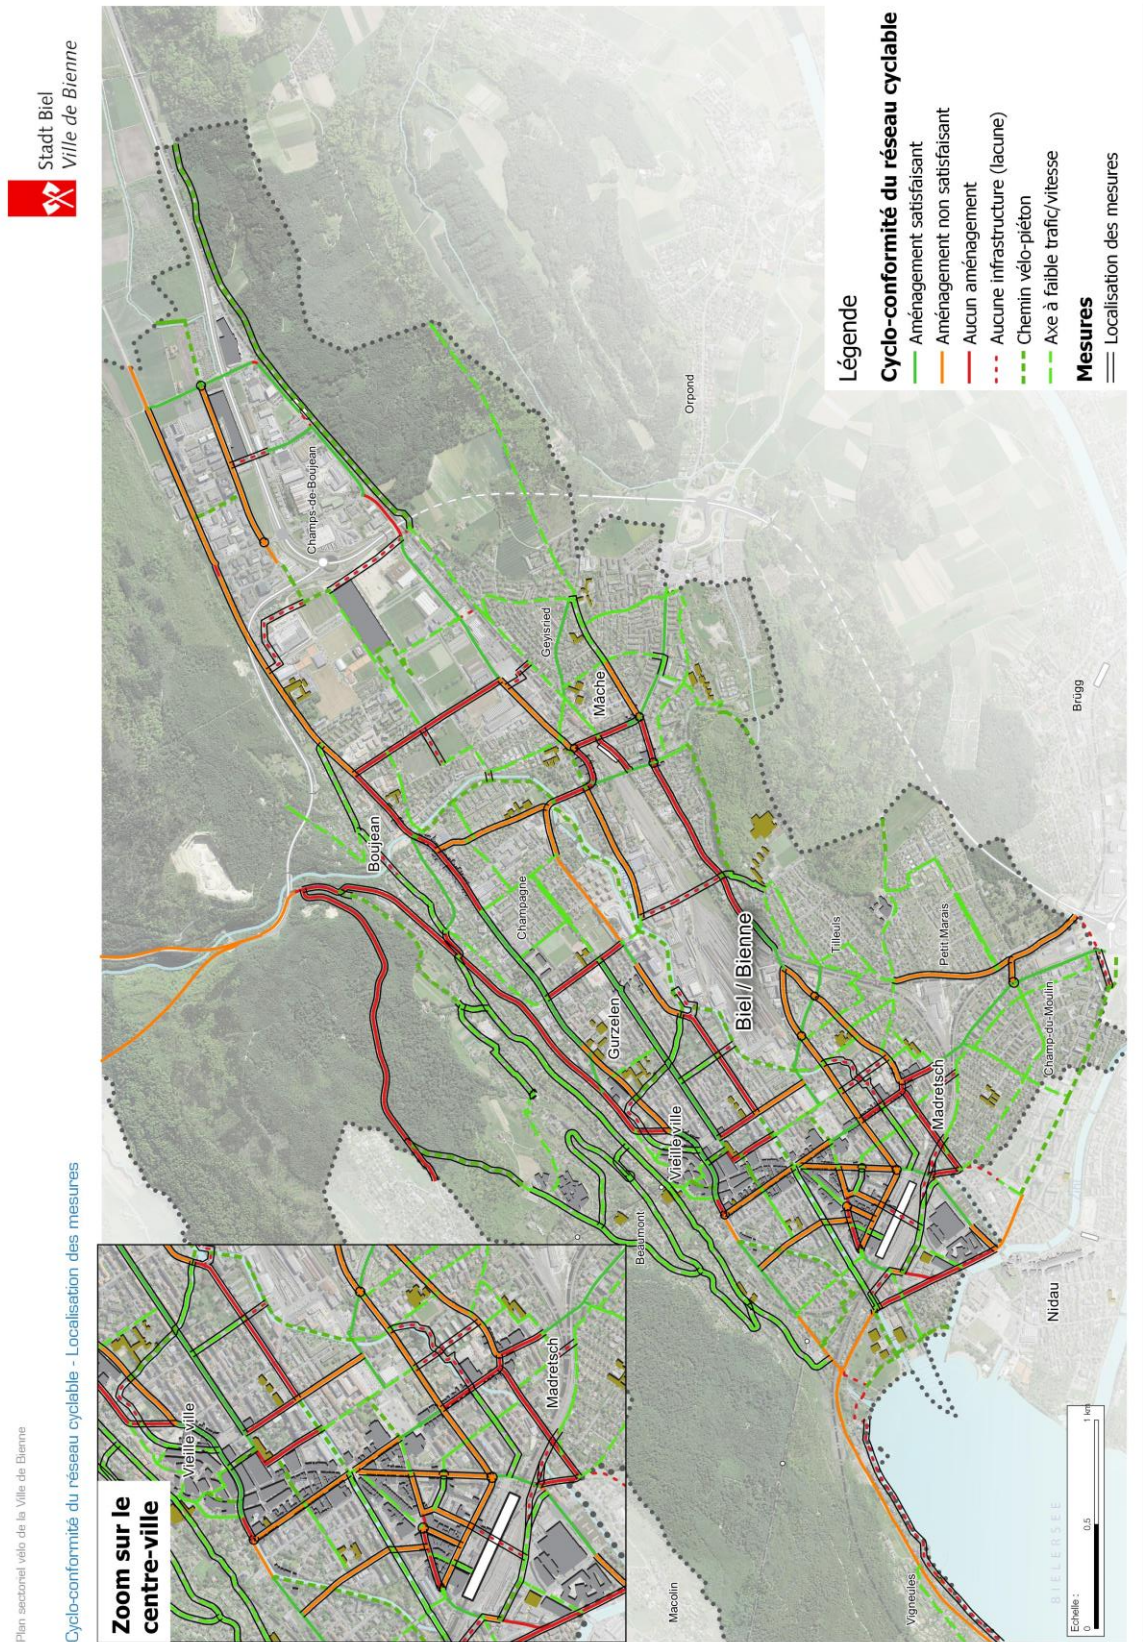 Plan sectoriel vélo de la Ville de Bienne
Cyclo-conformité du réseau cyclable - Localisation des mesures
Stadt Biel
Ville de Bienne
Zoom sur le
centre-ville
Vieille ville
Madretsch
Macolin
Vigneules
BIELERSEE
Echelle :
0
0.5
1 km
Nidau
Beaumont
Vieille ville
Gurzelen
Champagne
Boujean
Champs-de-Boujean
Geyisried
Mâche
Orpond
Biel / Bienne
Tilleuls
Petit Marais
Madretsch
Champ-du-Moulin
Brügg
Légende
Cyclo-conformité du réseau cyclable
Aménagement satisfaisant
Aménagement non satisfaisant
Aucun aménagement
Aucune infrastructure (lacune)
Chemin vélo-piéton
Axe à faible trafic/vitesse
Mesures
Localisation des mesures